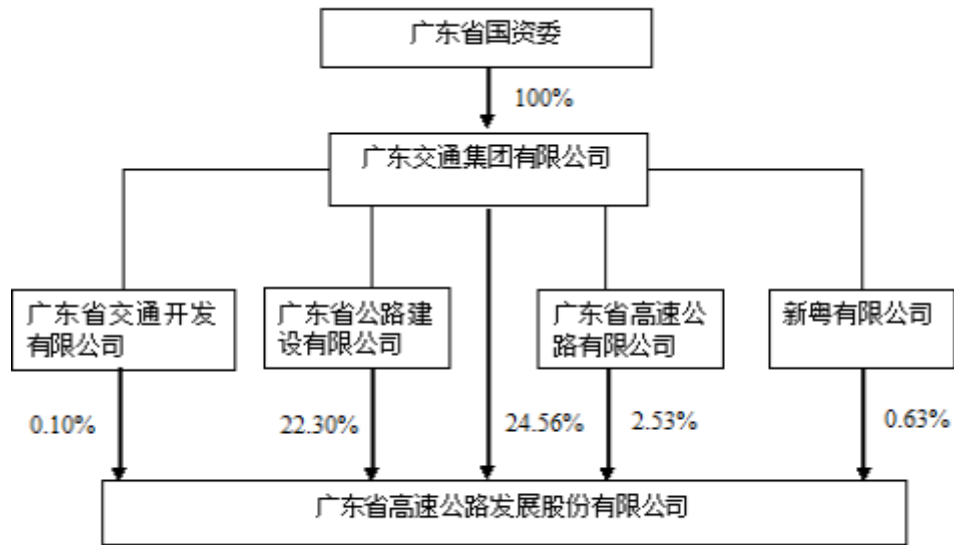 广东省国资委
100%
广东交通集团有限公司
广东省交通开发
有限公司
广东省公路建
设有限公司
广东省高速公
路有限公司
新粤有限公司
0.10%
22.30%
24.56%
2.53%
0.63%
广东省高速公路发展股份有限公司